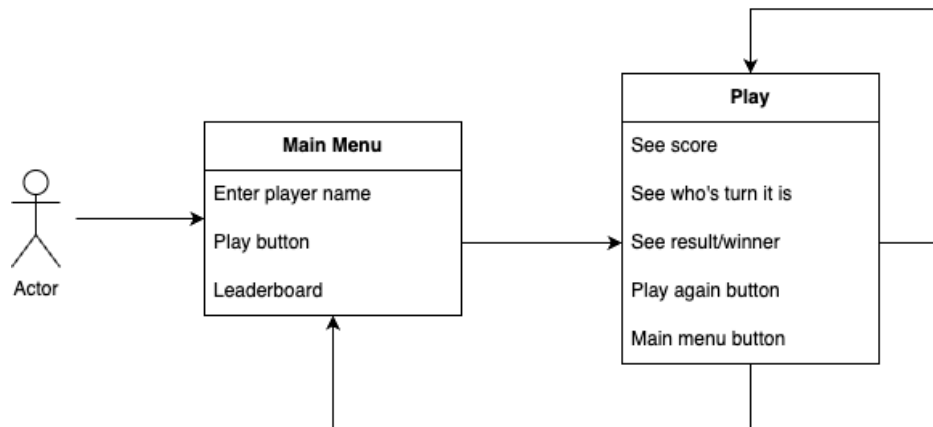 Actor
Main Menu
Enter player name
Play button
Leaderboard
Play
See score
See who's turn it is
See result/winner
Play again button
Main menu button